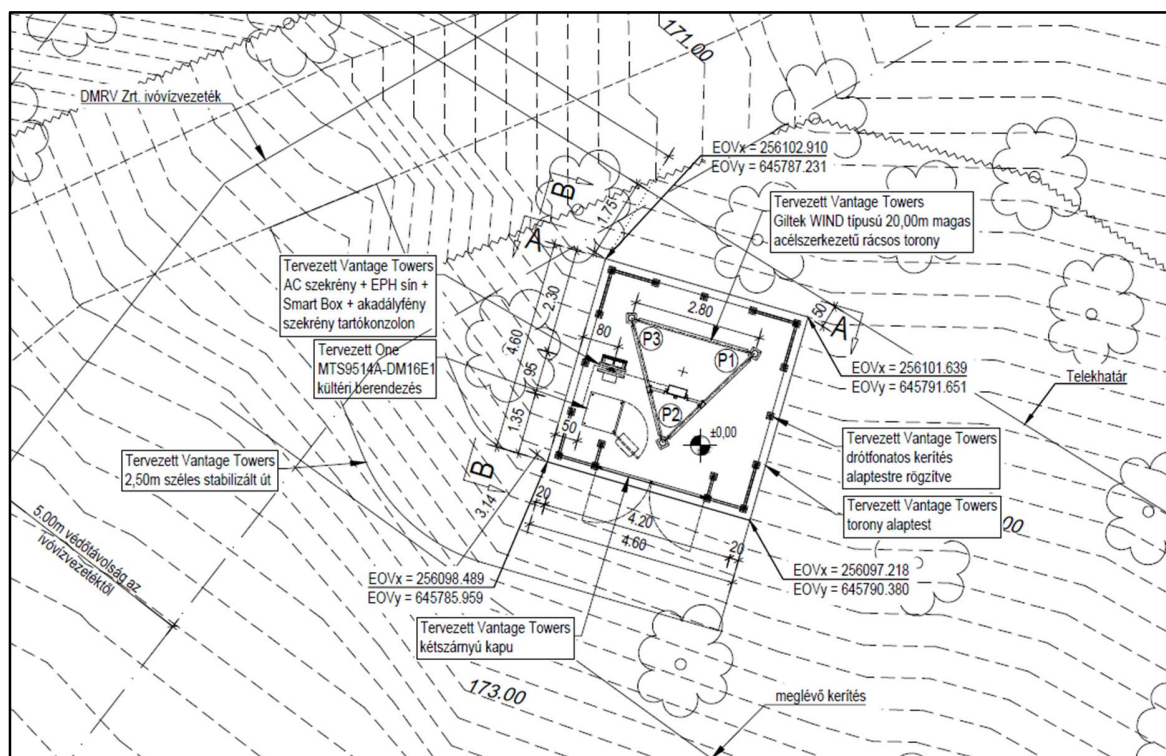 171.00
DMRV Zrt. ivóvízvezeték
EOVx = 256102.910
EOVy = 645787.231
B
1.75
Tervezett Vantage Towers
Giltek WIND típusú 20,00m magas
acélszerkezetű rácsos torony
A
Tervezett Vantage Towers
AC szekrény + EPH sín +
Smart Box + akadályfény
szekrény tartókonzolon
2.30
2.80
50
A
80
P3
P1
4.60
Tervezett One
MTS9514A-DM16E1
kültéri berendezés
95
EOVx = 256101.639
EOVy = 645791.651
Telekhatár
P2
1.35
50
±0,00
Tervezett Vantage Towers
drótfonatos kerítés
alaptestre rögzítve
Tervezett Vantage Towers
2,50m széles stabilizált út
B
3.14
20
4.20
4.60
20
Tervezett Vantage Towers
torony alaptest
00
5.00m védőtávolság az
ivóvízvezetéktől
EOVx = 256098.489
EOVy = 645785.959
EOVx = 256097.218
EOVy = 645790.380
Tervezett Vantage Towers
kétszárnyú kapu
173.00
meglévő kerítés